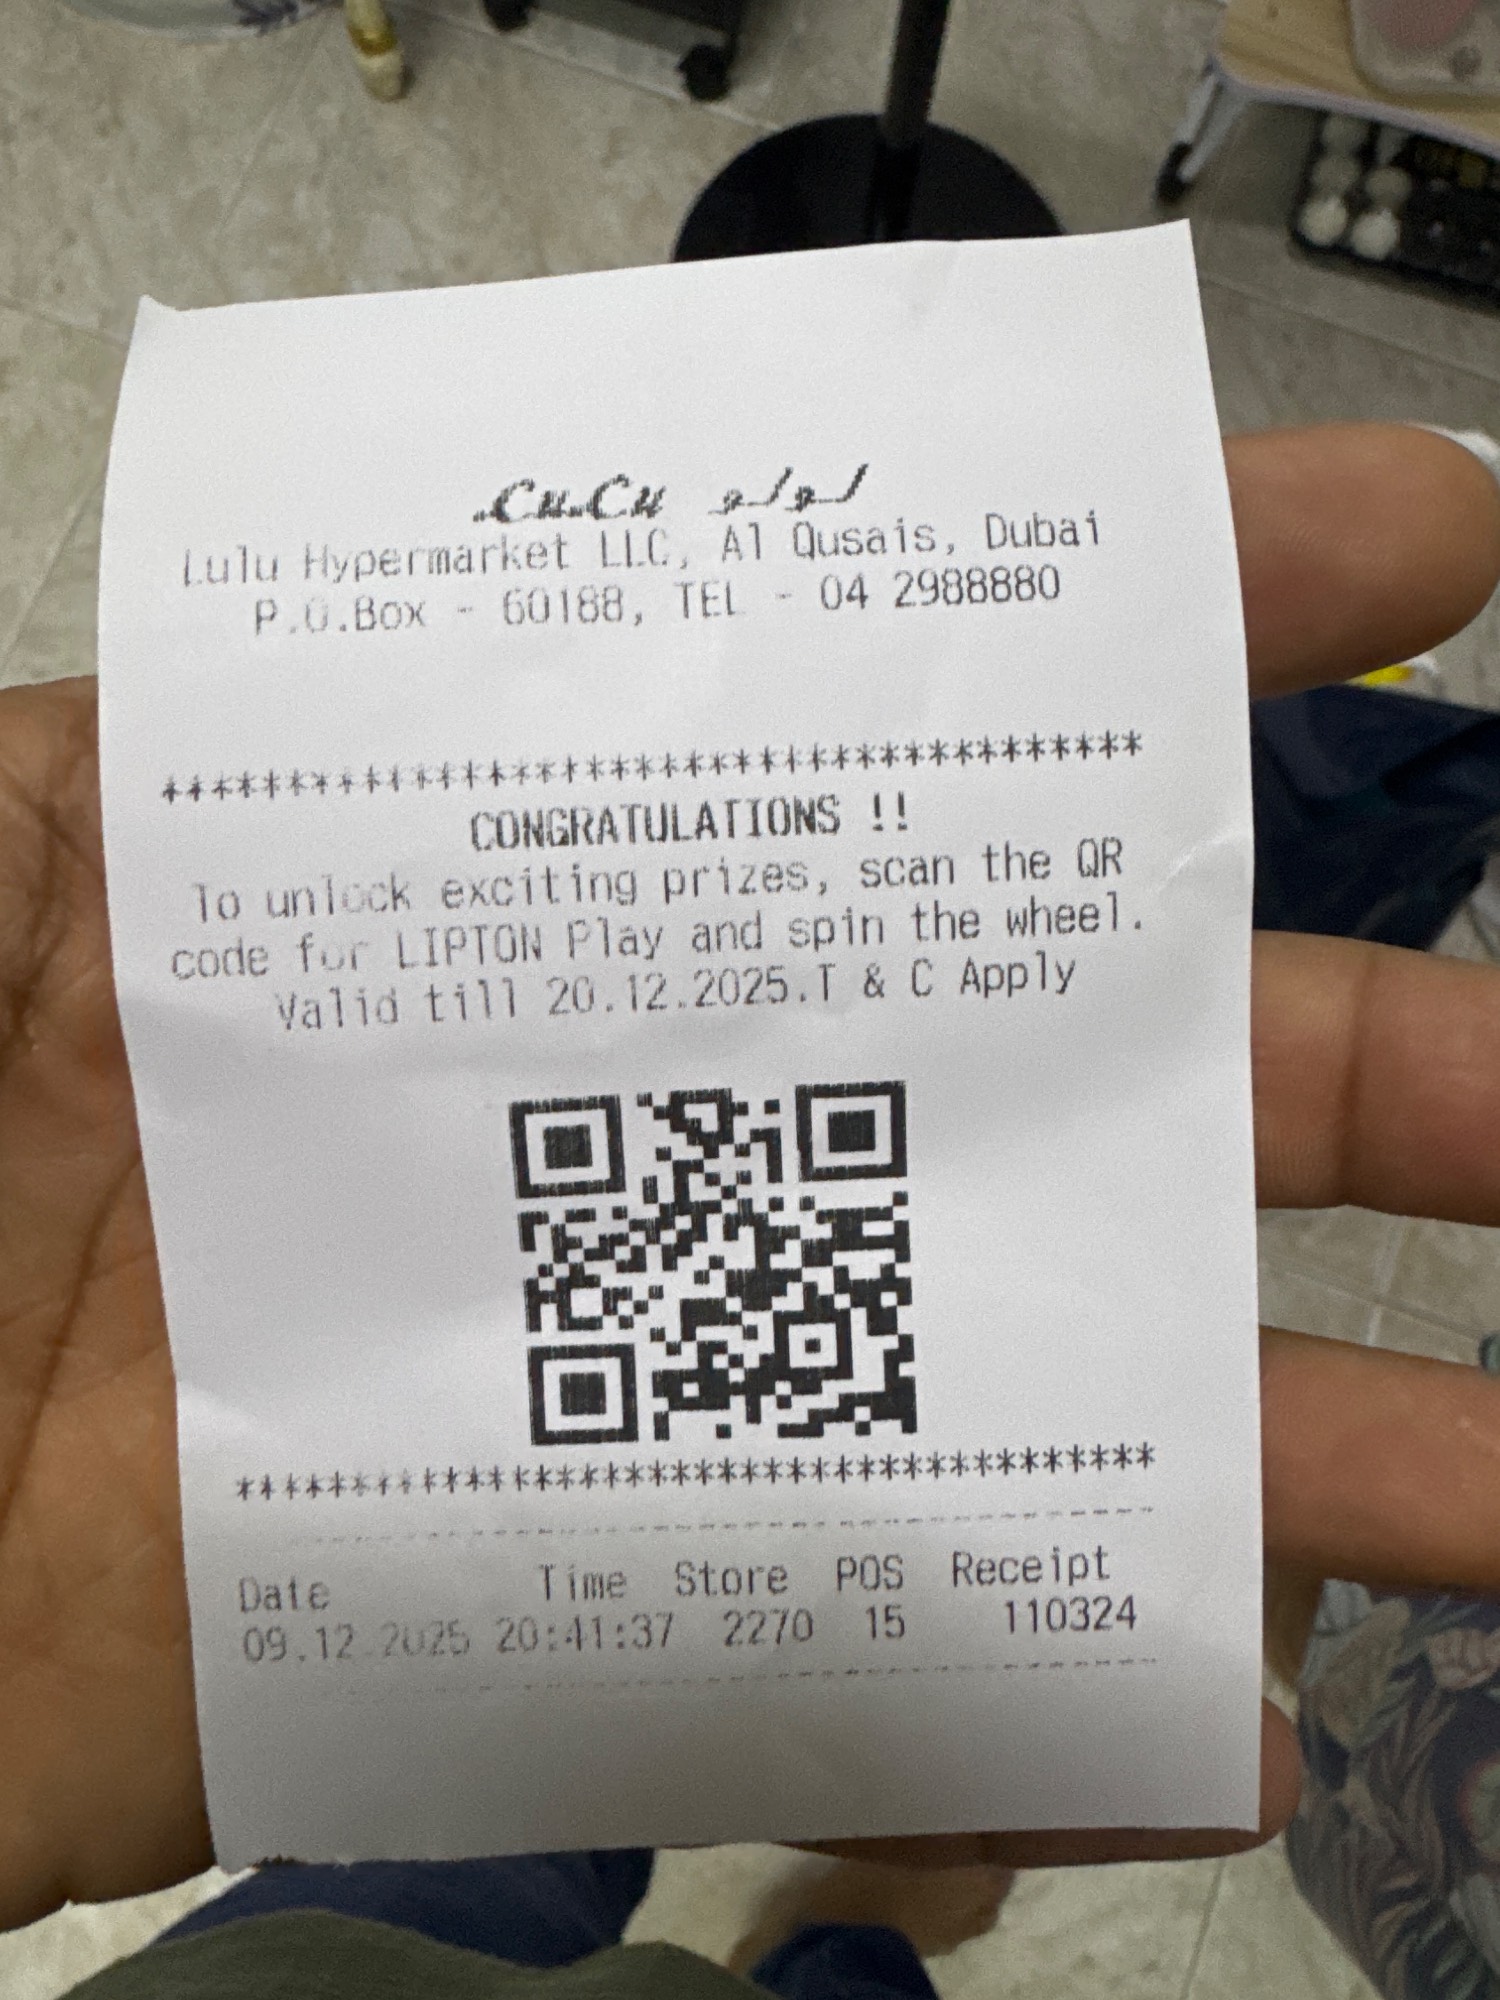 LuLu لولو
Lulu Hypermarket LLC, Al Qusais, Dubai
P.O.Box - 60188, TEL - 04 2988880
****************************************
CONGRATULATIONS !!
To unlock exciting prizes, scan the QR
code for LIPTON Play and spin the wheel.
Valid till 20.12.2025.T & C Apply
****************************************
Date Time Store POS Receipt
09.12.2025 20:41:37 2270 15 110324